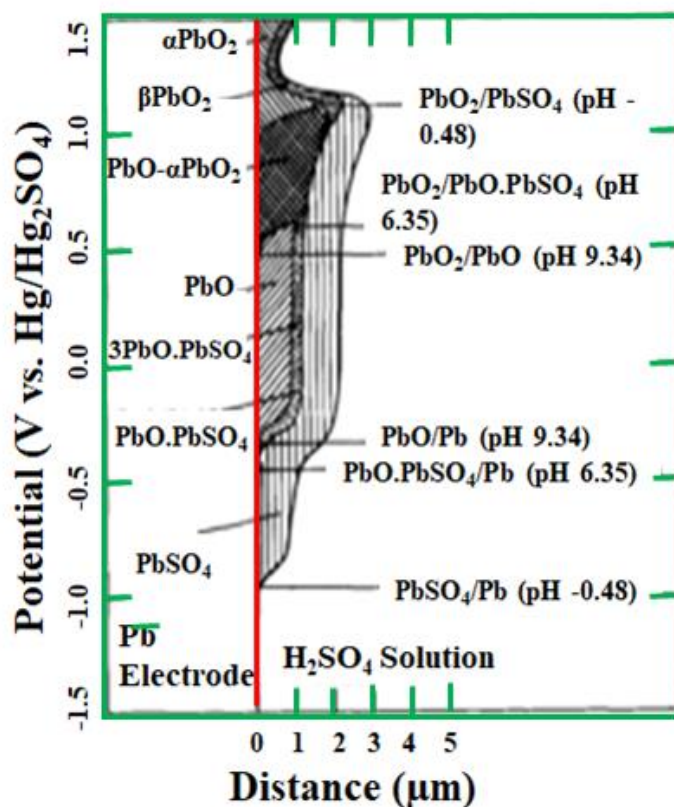 Potential (V vs. Hg/Hg₂SO₄)
1.5
1.0
0.5
0.0
-0.5
-1.0
-1.5
αPbO₂
βPbO₂
PbO-αPbO₂
PbO
3PbO.PbSO₄
PbO.PbSO₄
PbSO₄
Pb
Electrode
PbO₂/PbSO₄ (pH -
0.48)
PbO₂/PbO.PbSO₄ (pH
6.35)
PbO₂/PbO (pH 9.34)
PbO/Pb (pH 9.34)
PbO.PbSO₄/Pb (pH 6.35)
PbSO₄/Pb (pH -0.48)
H₂SO₄ Solution
0 1 2 3 4 5
Distance (μm)